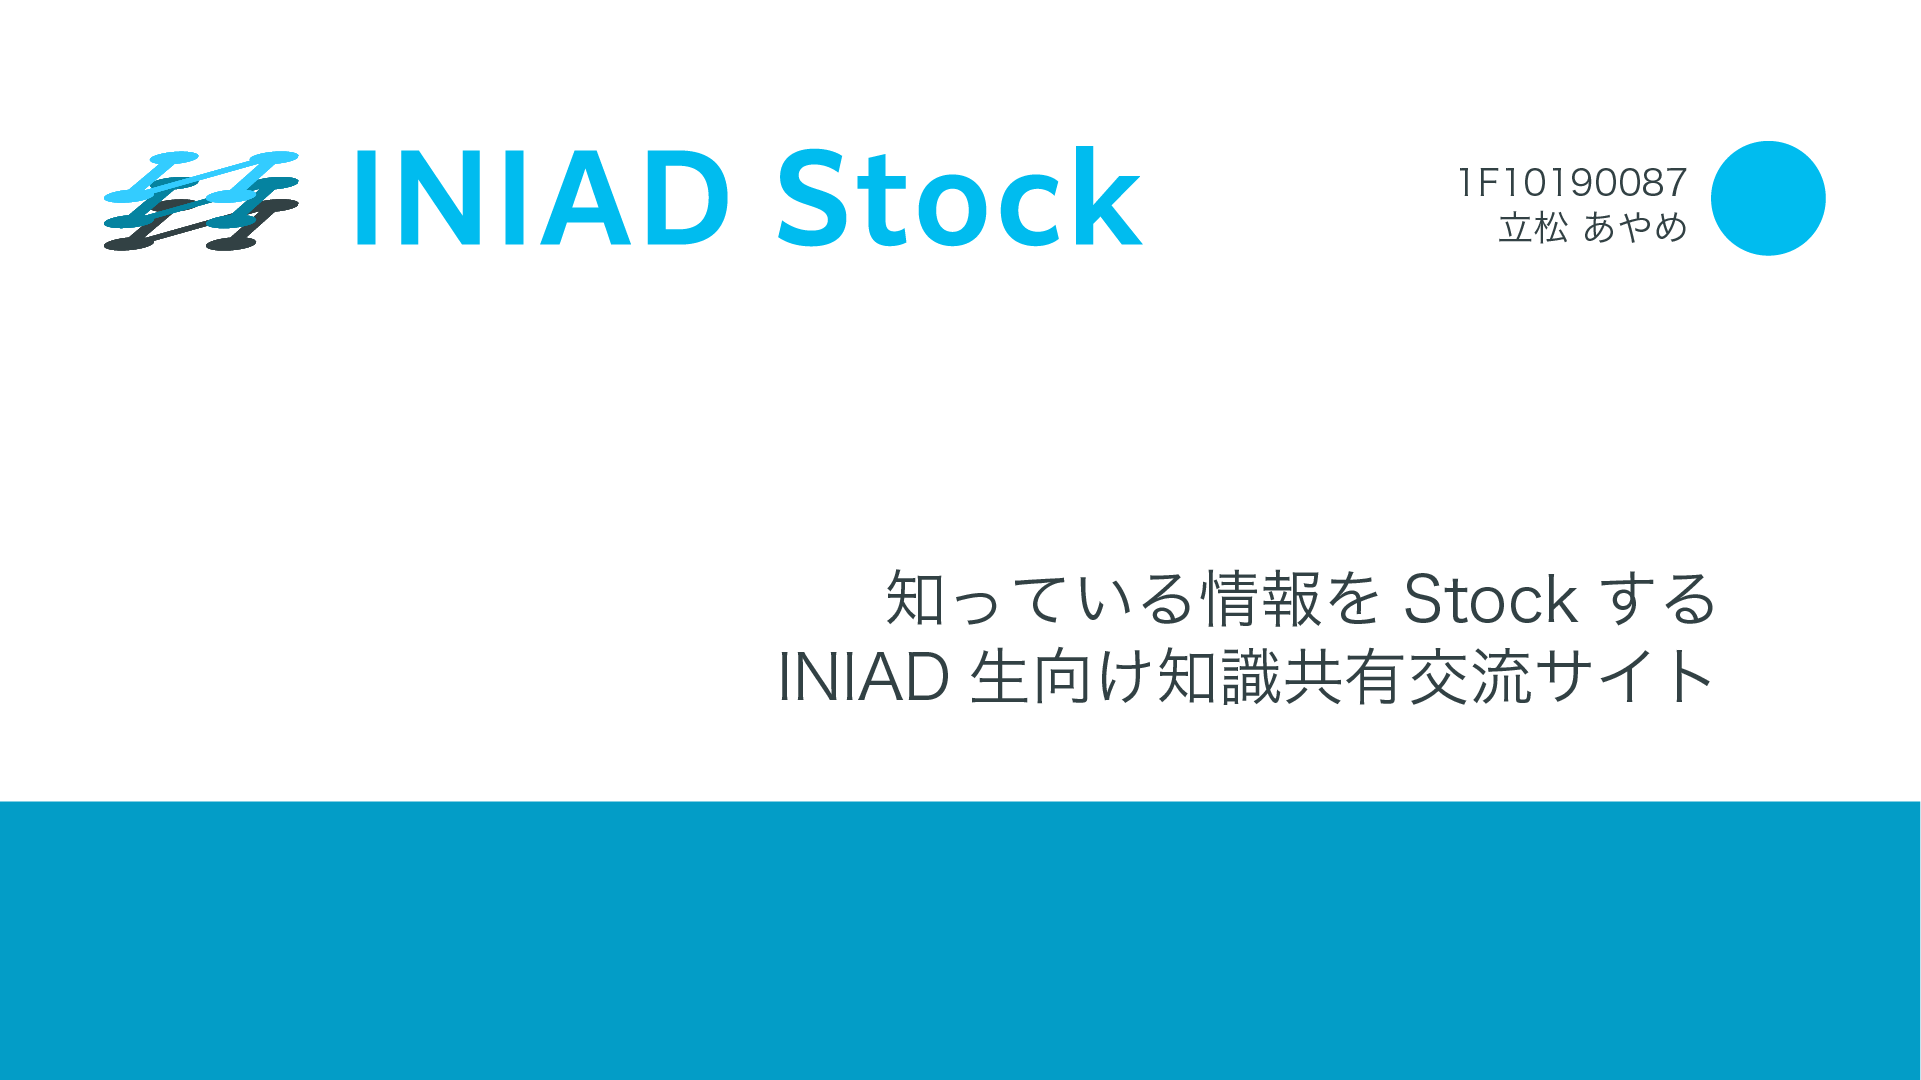 INIAD Stock
1F10190087
立松 あやめ
知っている情報を Stock する
INIAD 生向け知識共有交流サイト